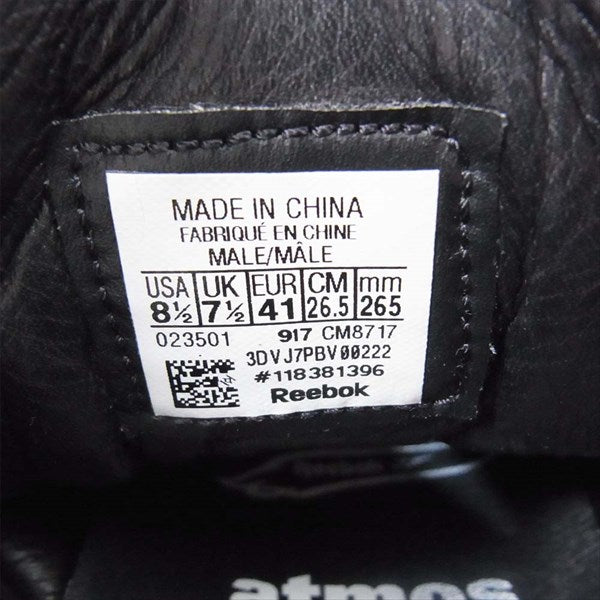 MADE IN CHINA
FABRIQUÉ EN CHINE
MALE/MÂLE
USA UK EUR CM mm
8½ 7½ 41 26.5 265
023501 917 CM8717
3DVJ7PBV00222
#118381396
Reebok
atmos